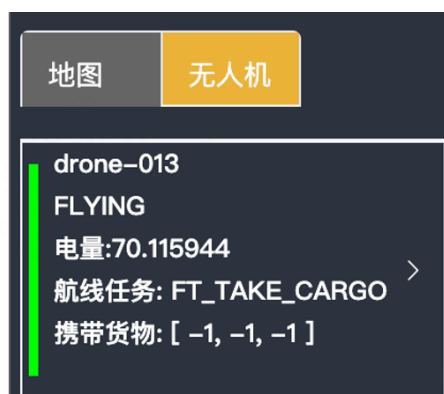 地图 无人机
drone-013
FLYING
电量:70.115944
航线任务: FT_TAKE_CARGO
携带货物: [ -1, -1, -1 ]